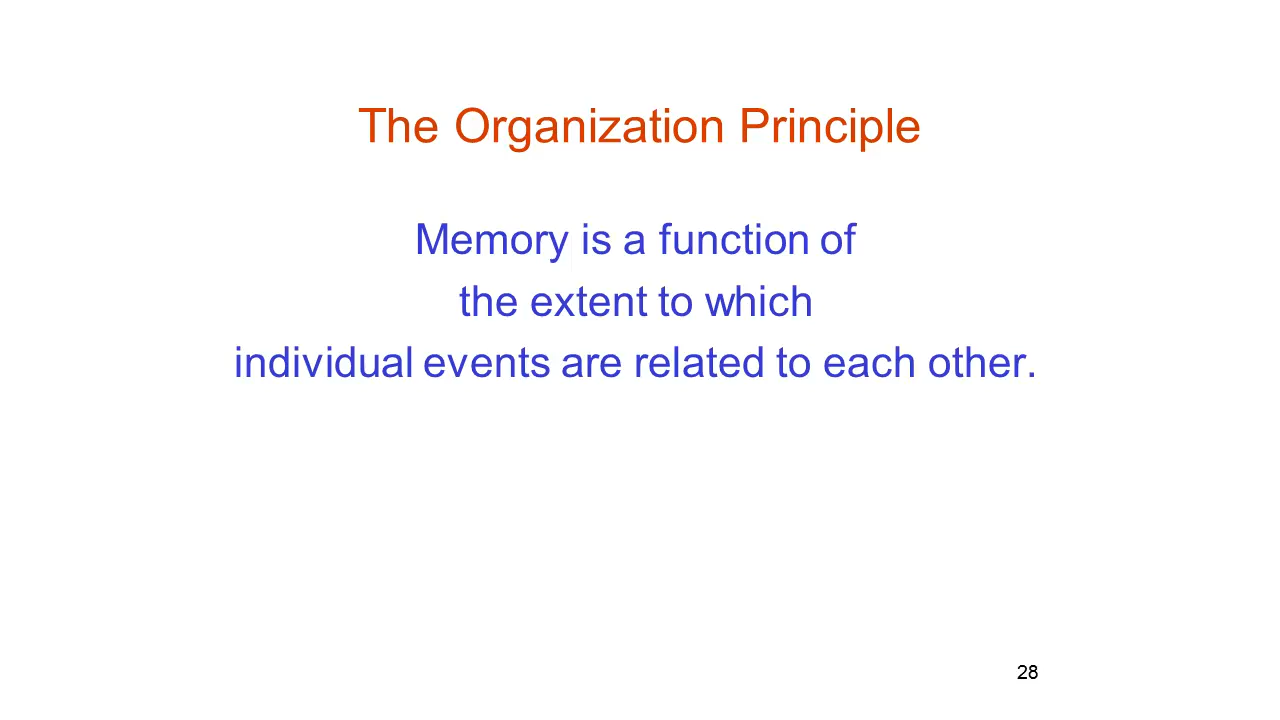 The Organization Principle
Memory is a function of
the extent to which
individual events are related to each other.
28